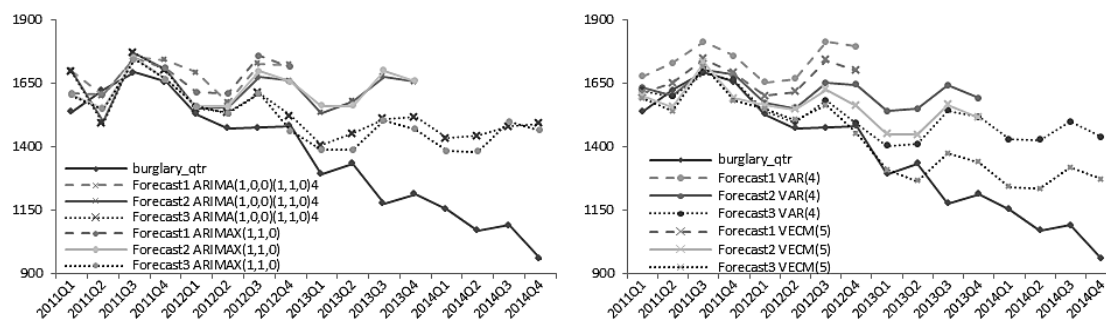 1900
1650
1400
1150
900
burglary_qtr
Forecast1 ARIMA(1,0,0)(1,1,0)4
Forecast2 ARIMA(1,0,0)(1,1,0)4
Forecast3 ARIMA(1,0,0)(1,1,0)4
Forecast1 ARIMAX(1,1,0)
Forecast2 ARIMAX(1,1,0)
Forecast3 ARIMAX(1,1,0)
2011Q1
2011Q2
2011Q3
2011Q4
2012Q1
2012Q2
2012Q3
2012Q4
2013Q1
2013Q2
2013Q3
2013Q4
2014Q1
2014Q2
2014Q3
2014Q4
1900
1650
1400
1150
900
burglary_qtr
Forecast1 VAR(4)
Forecast2 VAR(4)
Forecast3 VAR(4)
Forecast1 VECM(5)
Forecast2 VECM(5)
Forecast3 VECM(5)
2011Q1
2011Q2
2011Q3
2011Q4
2012Q1
2012Q2
2012Q3
2012Q4
2013Q1
2013Q2
2013Q3
2013Q4
2014Q1
2014Q2
2014Q3
2014Q4